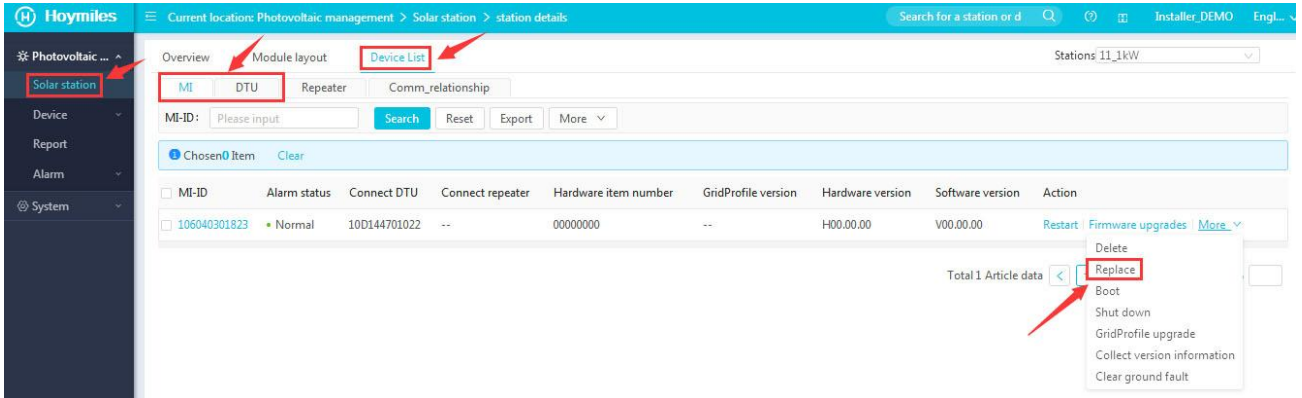 Hoymiles
Current location: Photovoltaic management > Solar station > station details
Search for a station or d
Installer_DEMO
Engl...
Photovoltaic ...
Solar station
Device
Report
Alarm
System
Overview
Module layout
Device List
Stations 11_1kW
MI
DTU
Repeater
Comm_relationship
MI-ID :
Please input
Search
Reset
Export
More
Chosen0 Item
Clear
MI-ID Alarm status Connect DTU Connect repeater Hardware item number GridProfile version Hardware version Software version Action
106040301823 Normal 10D144701022 -- 00000000 -- H00.00.00 V00.00.00 Restart Firmware upgrades More
Delete
Replace
Boot
Shut down
GridProfile upgrade
Collect version information
Clear ground fault
Total 1 Article data <